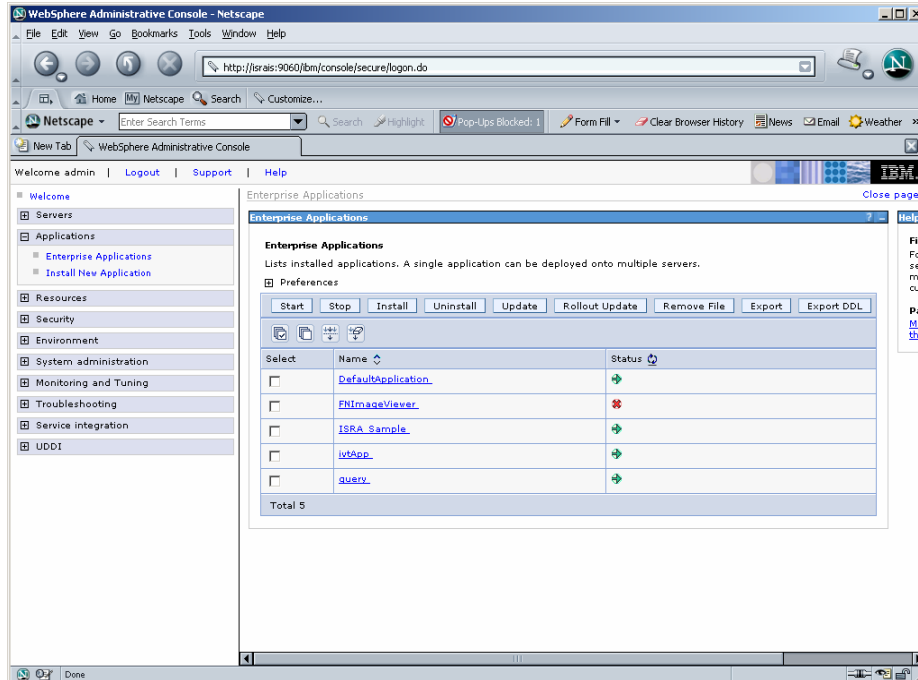 WebSphere Administrative Console - Netscape
File Edit View Go Bookmarks Tools Window Help
http://israis:9060/ibm/console/secure/logon.do
Home My Netscape Search Customize...
Netscape Enter Search Terms Search Highlight Pop-Ups Blocked: 1 Form Fill Clear Browser History News Email Weather »
New Tab WebSphere Administrative Console
Welcome admin | Logout | Support | Help IBM.
Welcome
Servers
Applications
Enterprise Applications
Install New Application
Resources
Security
Environment
System administration
Monitoring and Tuning
Troubleshooting
Service integration
UDDI
Enterprise Applications Close page
Enterprise Applications ? _
Enterprise Applications
Lists installed applications. A single application can be deployed onto multiple servers.
Preferences
Start Stop Install Uninstall Update Rollout Update Remove File Export Export DDL
Select Name Status
DefaultApplication
FNImageViewer
ISRA Sample
ivtApp
query
Total 5
Help
Done